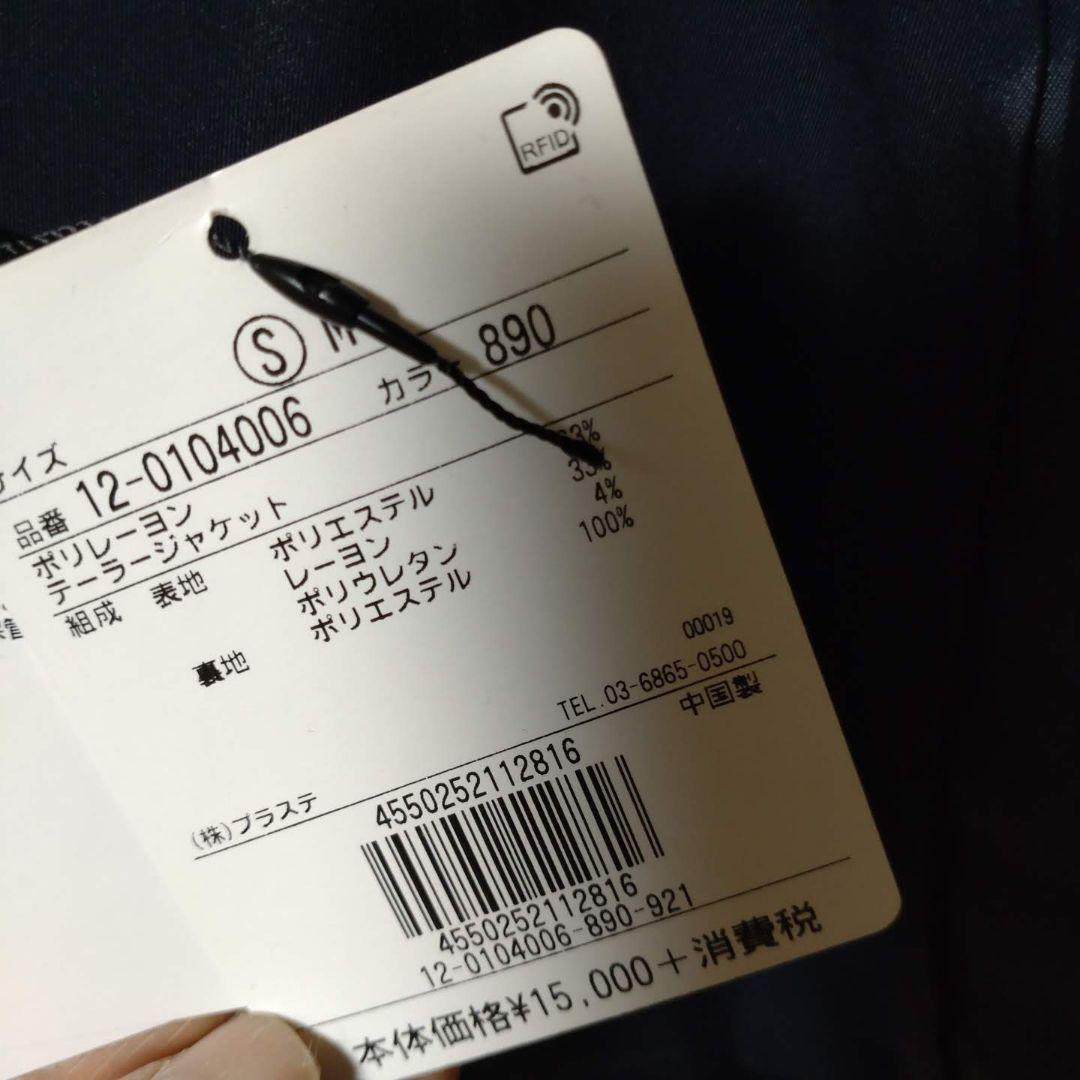 RFID
イズ Ⓢ M
品番 12-0104006 カラー 890
ポリレーヨン
テーラージャケット
組成 表地 ポリエステル 63%
レーヨン 33%
ポリウレタン 4%
裏地 ポリエステル 100%
00019
TEL.03-6865-0500
(株)プラステ 中国製
4550252112816
4550252112816
12-0104006-890-921
本体価格¥15,000+消費税